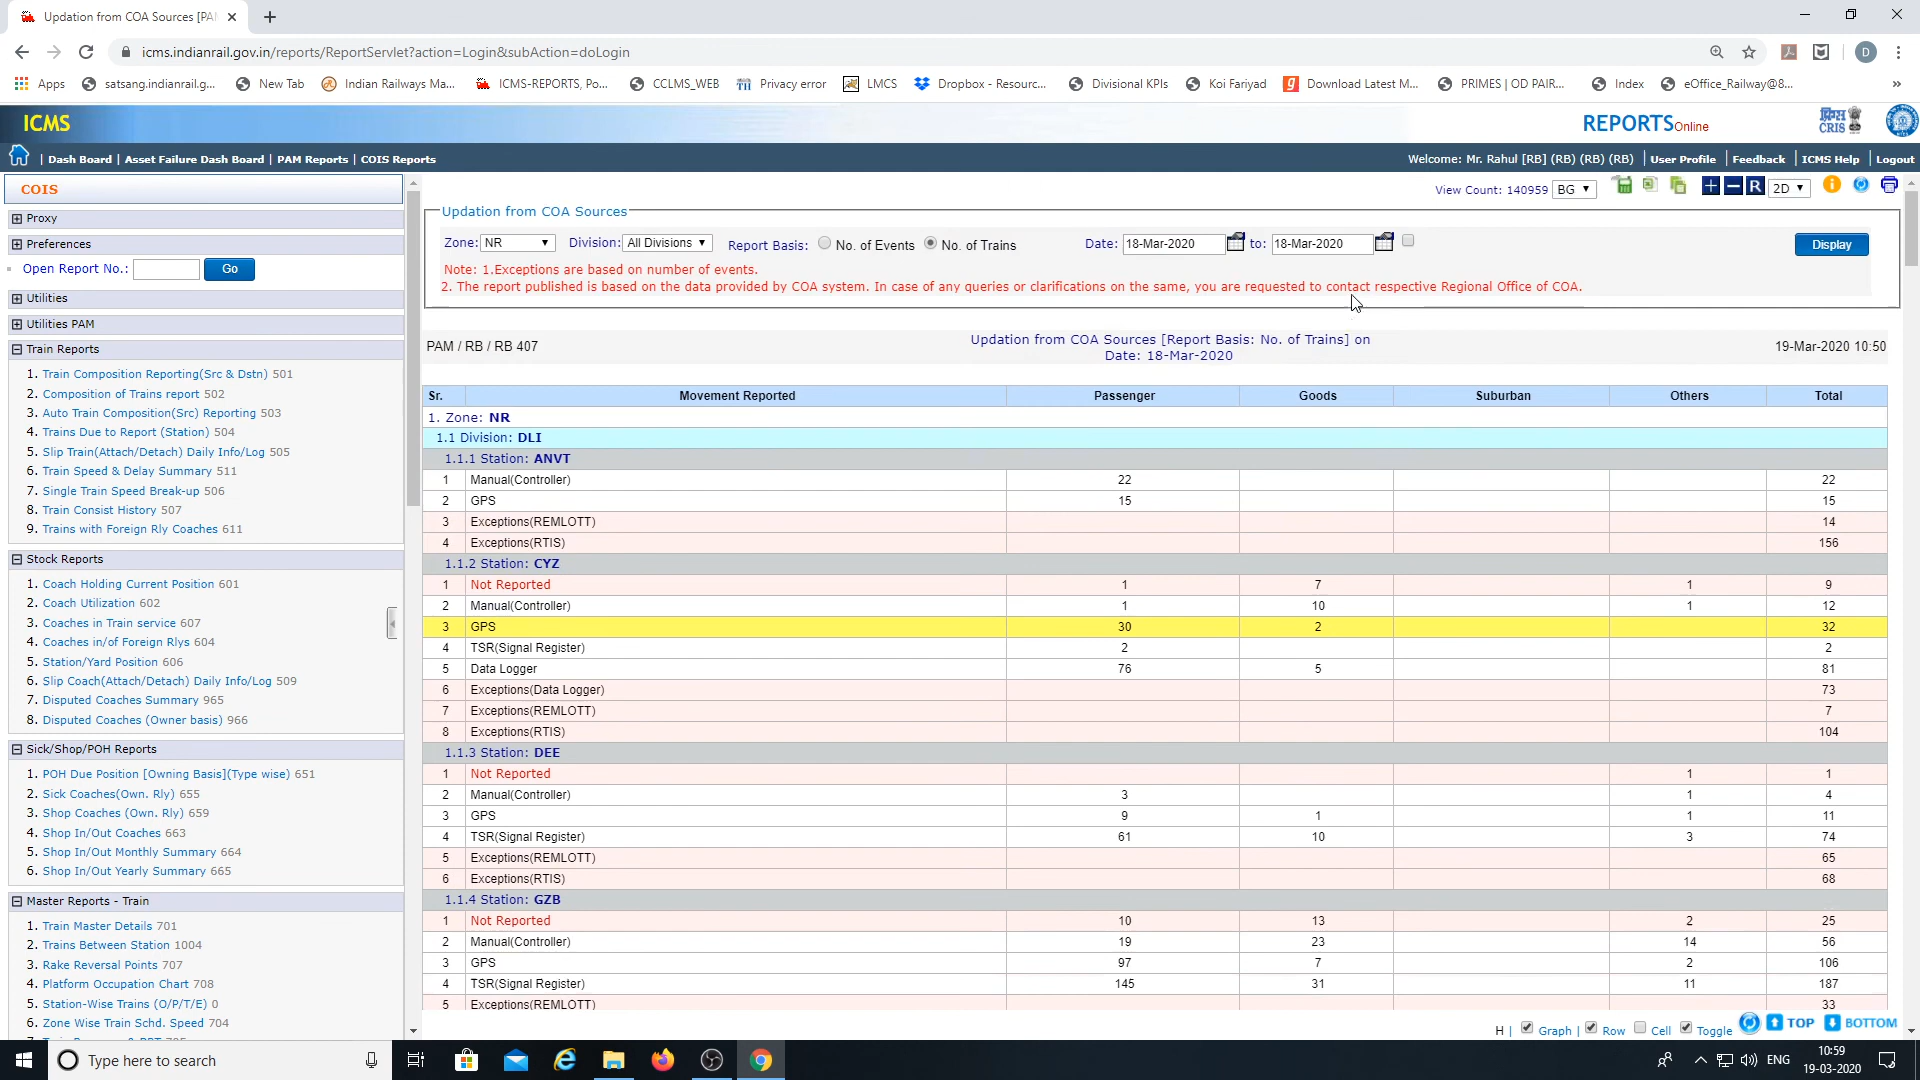 Updation from COA Sources [PAM
icms.indianrail.gov.in/reports/ReportServlet?action=Login&subAction=doLogin
D
Apps satsang.indianrail.g... New Tab Indian Railways Ma... ICMS-REPORTS, Po... CCLMS_WEB Privacy error LMCS Dropbox - Resourc... Divisional KPIs Koi Fariyad Download Latest M... PRIMES | OD PAIR... Index eOffice_Railway@8... »
ICMS REPORTSOnline CRIS
| Dash Board | Asset Failure Dash Board | PAM Reports | COIS Reports Welcome: Mr. Rahul [RB] (RB) (RB) (RB) | User Profile | Feedback | ICMS Help | Logout
COIS
Proxy
Preferences
Open Report No.: Go
Utilities
Utilities PAM
Train Reports
1. Train Composition Reporting(Src & Dstn) 501
2. Composition of Trains report 502
3. Auto Train Composition(Src) Reporting 503
4. Trains Due to Report (Station) 504
5. Slip Train(Attach/Detach) Daily Info/Log 505
6. Train Speed & Delay Summary 511
7. Single Train Speed Break-up 506
8. Train Consist History 507
9. Trains with Foreign Rly Coaches 611
Stock Reports
1. Coach Holding Current Position 601
2. Coach Utilization 602
3. Coaches in Train service 607
4. Coaches in/of Foreign Rlys 604
5. Station/Yard Position 606
6. Slip Coach(Attach/Detach) Daily Info/Log 509
7. Disputed Coaches Summary 965
8. Disputed Coaches (Owner basis) 966
Sick/Shop/POH Reports
1. POH Due Position [Owning Basis](Type wise) 651
2. Sick Coaches(Own. Rly) 655
3. Shop Coaches (Own. Rly) 659
4. Shop In/Out Coaches 663
5. Shop In/Out Monthly Summary 664
6. Shop In/Out Yearly Summary 665
Master Reports - Train
1. Train Master Details 701
2. Trains Between Station 1004
3. Rake Reversal Points 707
4. Platform Occupation Chart 708
5. Station-Wise Trains (O/P/T/E) 0
6. Zone Wise Train Schd. Speed 704
View Count: 140959 BG R 2D
Updation from COA Sources
Zone: NR Division: All Divisions Report Basis: No. of Events No. of Trains Date: 18-Mar-2020 to: 18-Mar-2020 Display
Note: 1.Exceptions are based on number of events.
2. The report published is based on the data provided by COA system. In case of any queries or clarifications on the same, you are requested to contact respective Regional Office of COA.
PAM / RB / RB 407 Updation from COA Sources [Report Basis: No. of Trains] on 19-Mar-2020 10:50
Date: 18-Mar-2020
Sr. Movement Reported Passenger Goods Suburban Others Total
1. Zone: NR
1.1 Division: DLI
1.1.1 Station: ANVT
1 Manual(Controller) 22 22
2 GPS 15 15
3 Exceptions(REMLOTT) 14
4 Exceptions(RTIS) 156
1.1.2 Station: CYZ
1 Not Reported 1 7 1 9
2 Manual(Controller) 1 10 1 12
3 GPS 30 2 32
4 TSR(Signal Register) 2 2
5 Data Logger 76 5 81
6 Exceptions(Data Logger) 73
7 Exceptions(REMLOTT) 7
8 Exceptions(RTIS) 104
1.1.3 Station: DEE
1 Not Reported 1 1
2 Manual(Controller) 3 1 4
3 GPS 9 1 1 11
4 TSR(Signal Register) 61 10 3 74
5 Exceptions(REMLOTT) 65
6 Exceptions(RTIS) 68
1.1.4 Station: GZB
1 Not Reported 10 13 2 25
2 Manual(Controller) 19 23 14 56
3 GPS 97 7 2 106
4 TSR(Signal Register) 145 31 11 187
5 Exceptions(REMLOTT) 33
H | Graph | Row Cell Toggle TOP BOTTOM
Type here to search ENG 10:59
19-03-2020